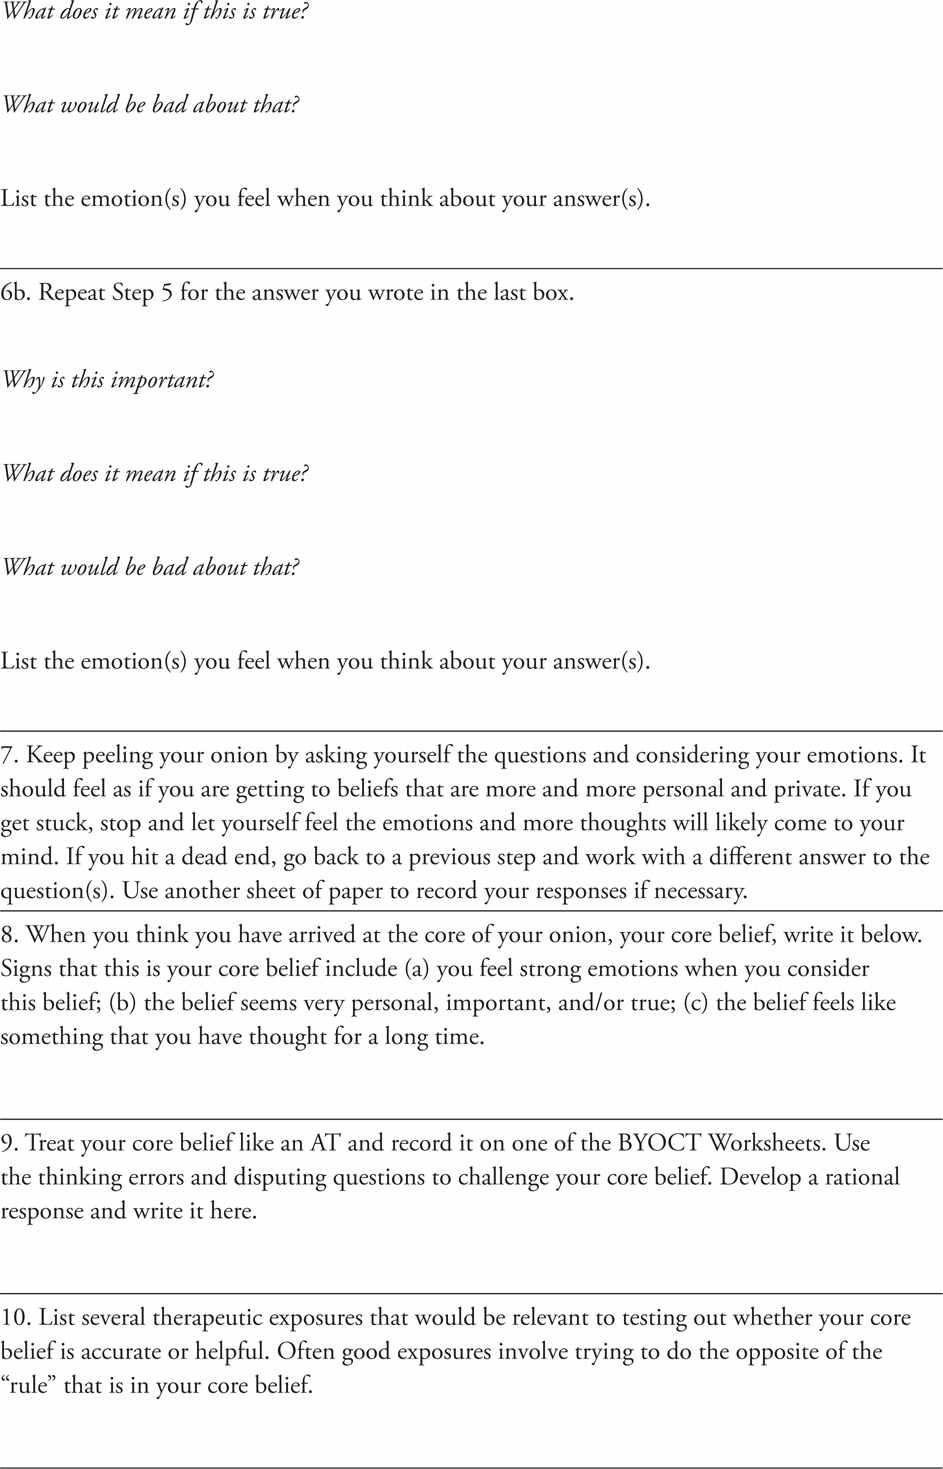 What does it mean if this is true?
What would be bad about that?
List the emotion(s) you feel when you think about your answer(s).
6b. Repeat Step 5 for the answer you wrote in the last box.
Why is this important?
What does it mean if this is true?
What would be bad about that?
List the emotion(s) you feel when you think about your answer(s).
7. Keep peeling your onion by asking yourself the questions and considering your emotions. It
should feel as if you are getting to beliefs that are more and more personal and private. If you
get stuck, stop and let yourself feel the emotions and more thoughts will likely come to your
mind. If you hit a dead end, go back to a previous step and work with a different answer to the
question(s). Use another sheet of paper to record your responses if necessary.
8. When you think you have arrived at the core of your onion, your core belief, write it below.
Signs that this is your core belief include (a) you feel strong emotions when you consider
this belief; (b) the belief seems very personal, important, and/or true; (c) the belief feels like
something that you have thought for a long time.
9. Treat your core belief like an AT and record it on one of the BYOCT Worksheets. Use
the thinking errors and disputing questions to challenge your core belief. Develop a rational
response and write it here.
10. List several therapeutic exposures that would be relevant to testing out whether your core
belief is accurate or helpful. Often good exposures involve trying to do the opposite of the
“rule” that is in your core belief.